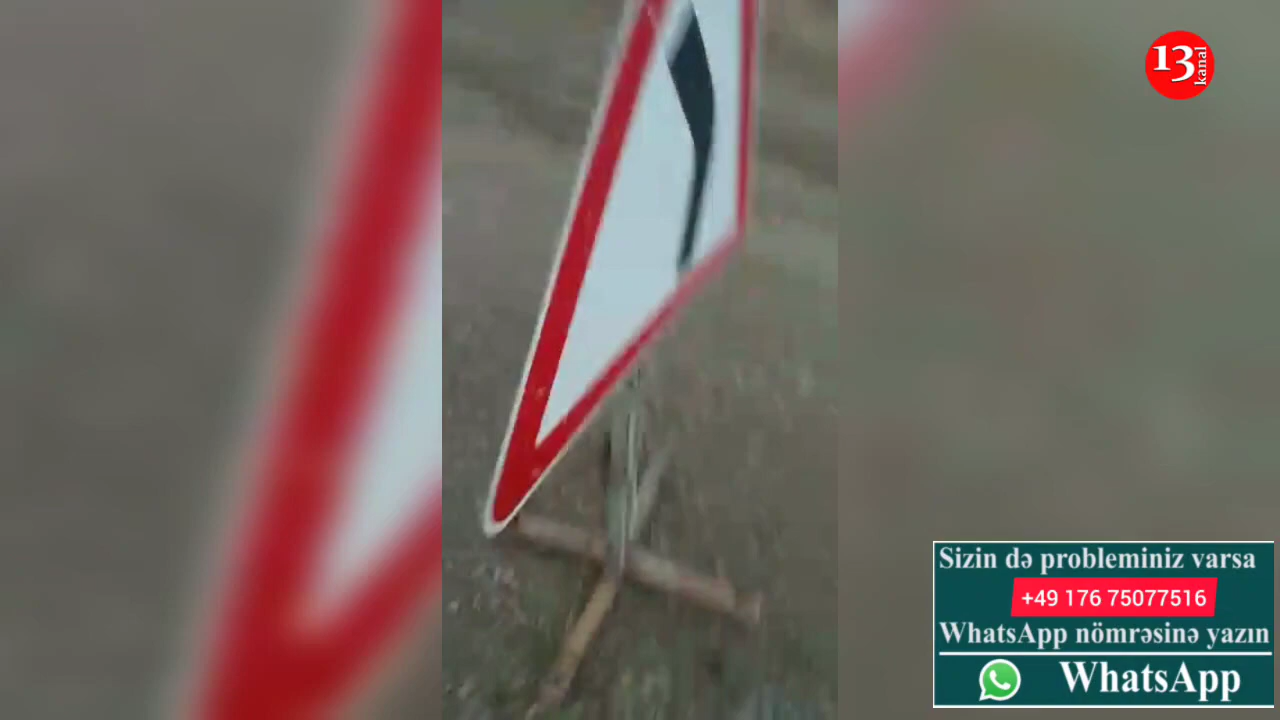 13 kanal
Sizin də probleminiz varsa
+49 176 75077516
WhatsApp nömrəsinə yazın
WhatsApp